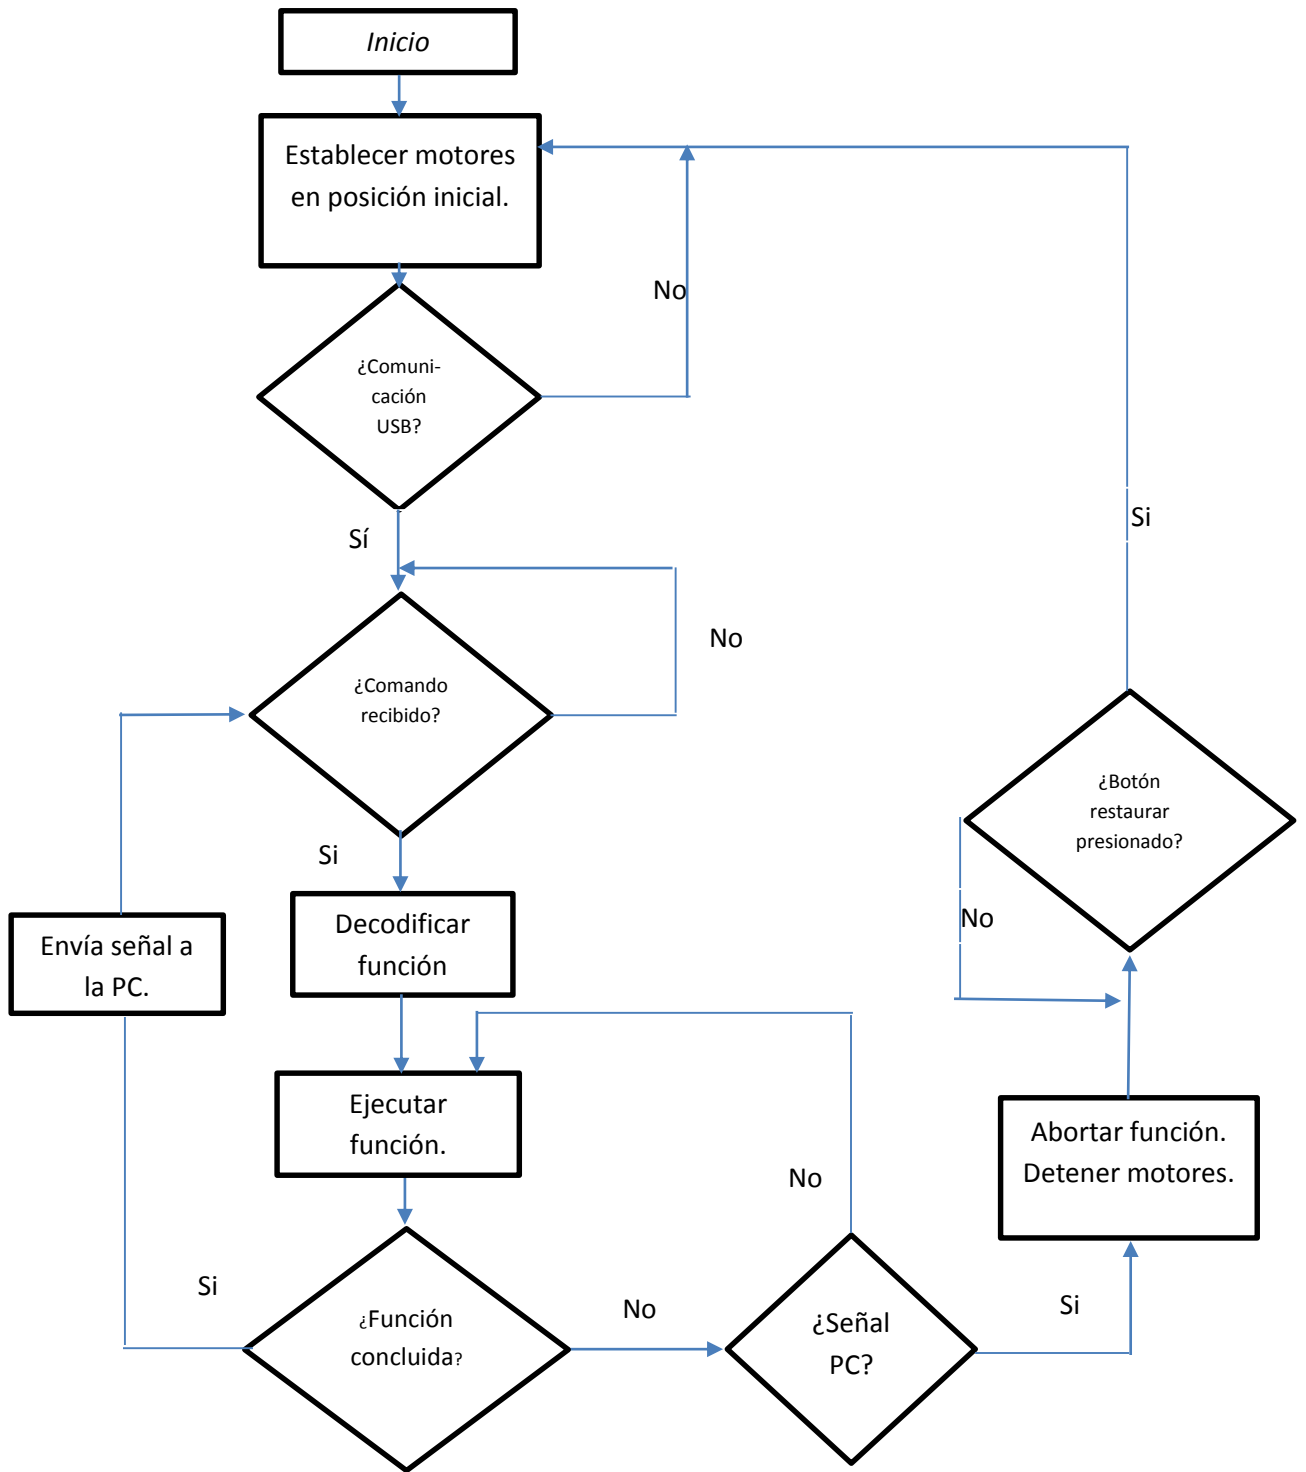 Inicio
Establecer motores
en posición inicial.
No
¿Comuni-
cación
USB?
Sí
Si
No
¿Comando
recibido?
¿Botón
restaurar
presionado?
Si
Decodificar
función
No
Envía señal a
la PC.
Ejecutar
función.
Abortar función.
Detener motores.
No
Si
No
Si
¿Función
concluida?
¿Señal
PC?